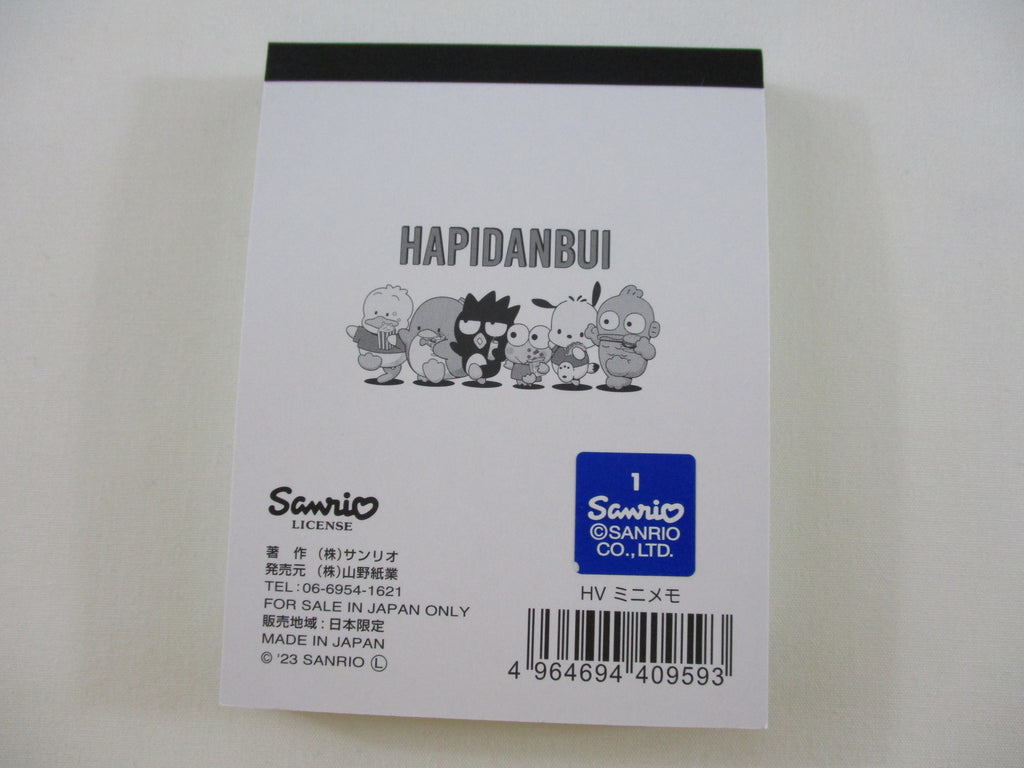 HAPIDANBUI
Sanrio
LICENSE
著 作 (株)サンリオ
発売元 (株)山野紙業
TEL:06-6954-1621
FOR SALE IN JAPAN ONLY
販売地域:日本限定
MADE IN JAPAN
© '23 SANRIO Ⓛ
1
Sanrio
©SANRIO
CO.,LTD.
HV ミニメモ
4 964694 409593